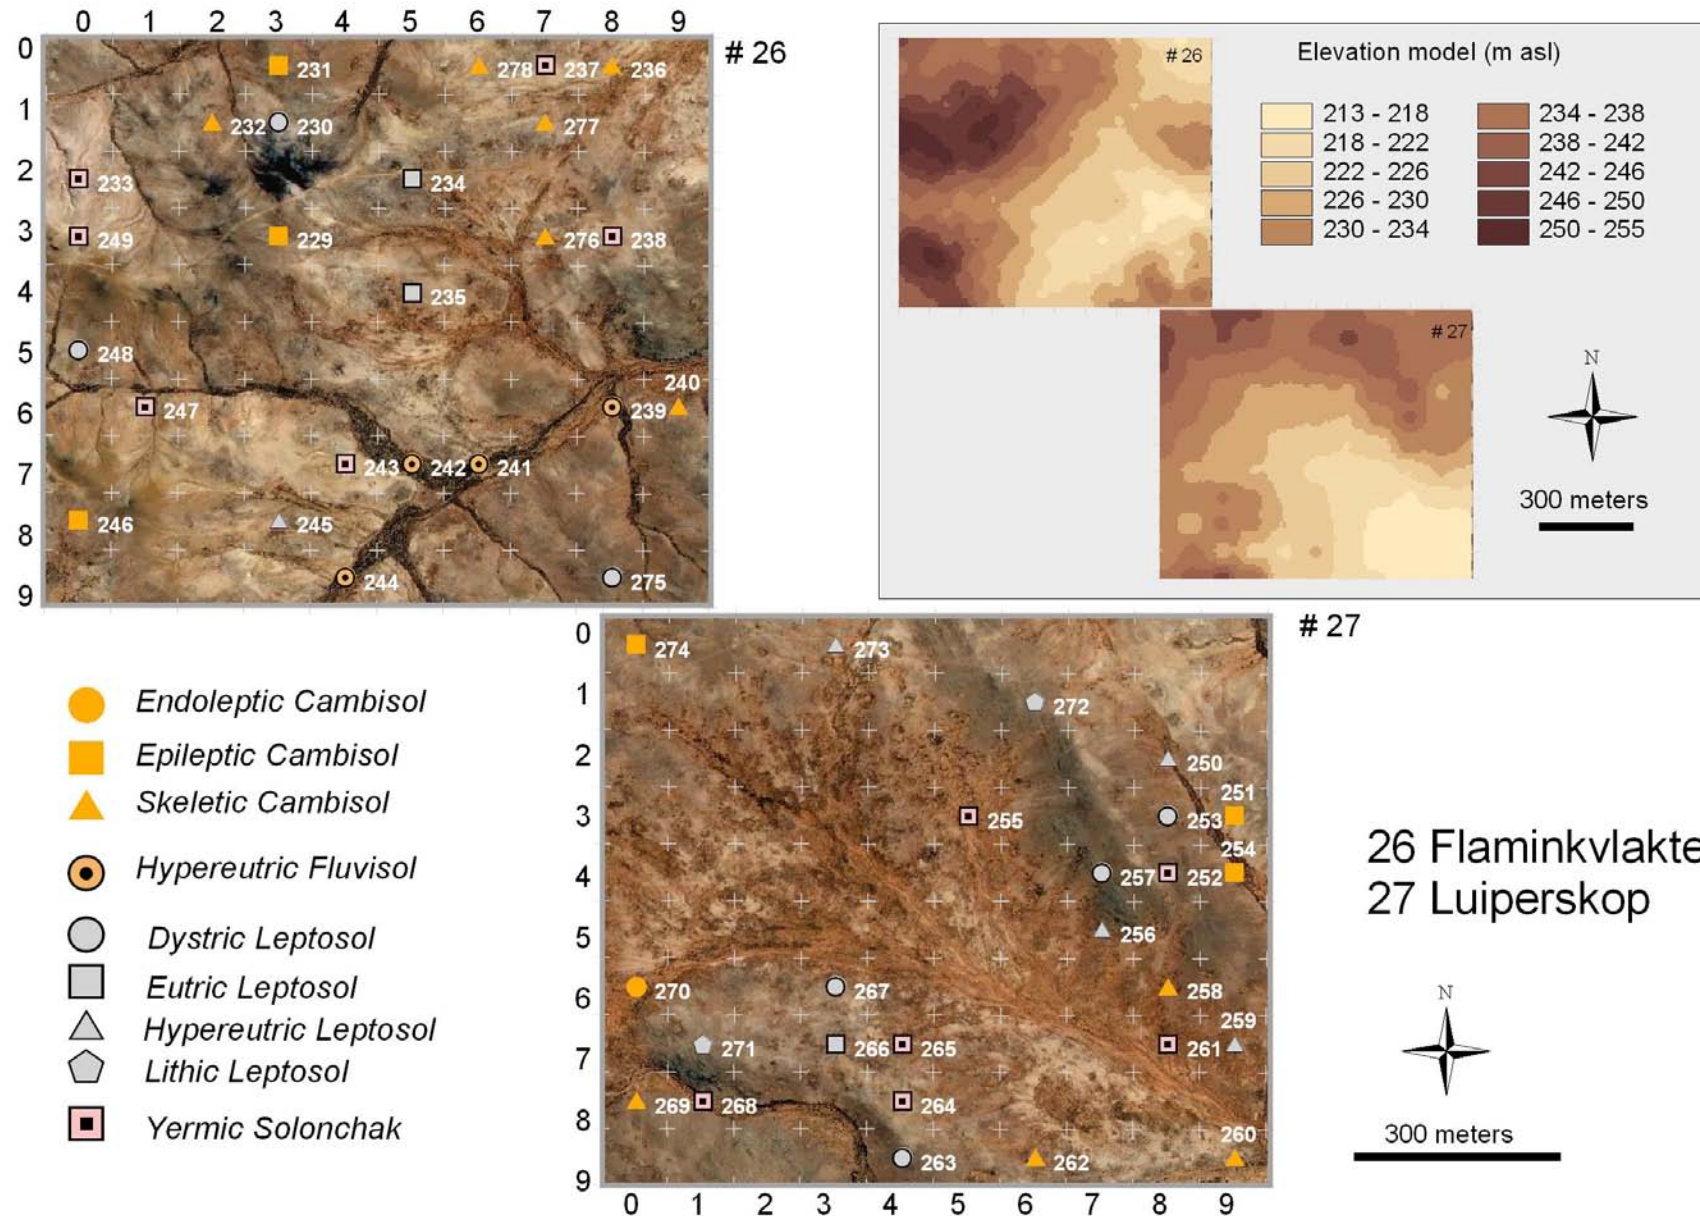 0 1 2 3 4 5 6 7 8 9
# 26
0
1
2
3
4
5
6
7
8
9
231
278
237
236
232
230
277
233
234
249
229
276
238
235
248
240
247
239
243
242
241
246
245
244
275
Elevation model (m asl)
# 26
213 - 218
218 - 222
222 - 226
226 - 230
230 - 234
234 - 238
238 - 242
242 - 246
246 - 250
250 - 255
# 27
N
300 meters
# 27
0
1
2
3
4
5
6
7
8
9
274
273
272
250
251
255
253
254
257
252
256
270
267
258
259
271
266
265
261
269
268
264
260
263
262
0 1 2 3 4 5 6 7 8 9
Endoleptic Cambisol
Epileptic Cambisol
Skeletic Cambisol
Hypereutric Fluvisol
Dystric Leptosol
Eutric Leptosol
Hypereutric Leptosol
Lithic Leptosol
Yermic Solonchak
26 Flaminkvlakte
27 Luiperskop
N
300 meters